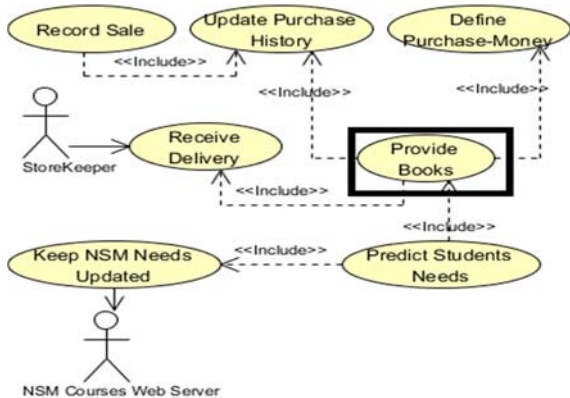 Record Sale
Update Purchase
History
Define
Purchase-Money
<<Include>>
<<Include>>
<<Include>>
StoreKeeper
Receive
Delivery
Provide
Books
<<Include>>
<<Include>>
Keep NSM Needs
Updated
<<Include>>
Predict Students
Needs
NSM Courses Web Server